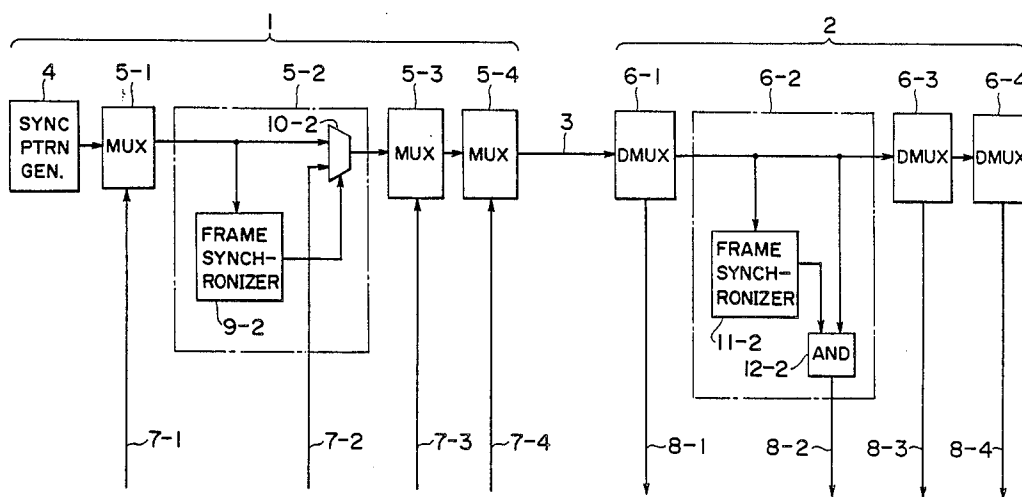 1
2
4
5-1
5-2
5-3
5-4
6-1
6-2
6-3
6-4
SYNC
PTRN
GEN.
MUX
10-2
MUX
MUX
3
DMUX
DMUX
DMUX
FRAME
SYNCH-
RONIZER
9-2
FRAME
SYNCH-
RONIZER
11-2
AND
12-2
7-1
7-2
7-3
7-4
8-1
8-2
8-3
8-4